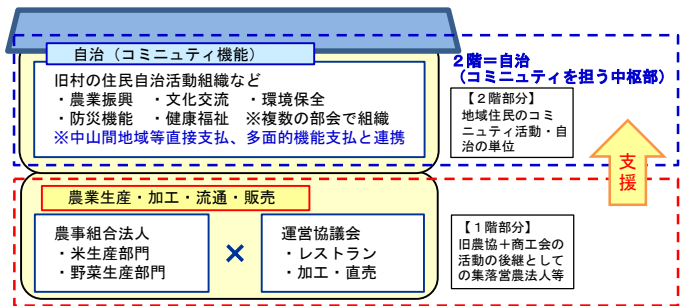 自治（コミュニティ機能）
旧村の住民自治活動組織など
・農業振興　・文化交流　・環境保全
・防災機能　・健康福祉　※複数の部会で組織
※中山間地域等直接支払、多面的機能支払と連携
２階＝自治
（コミュニティを担う中枢部）
【２階部分】
地域住民のコミ
ュニティ活動・自
治の単位
支援
農業生産・加工・流通・販売
農事組合法人
・米生産部門
・野菜生産部門
×
運営協議会
・レストラン
・加工・直売
【１階部分】
旧農協＋商工会の
活動の後継として
の集落営農法人等